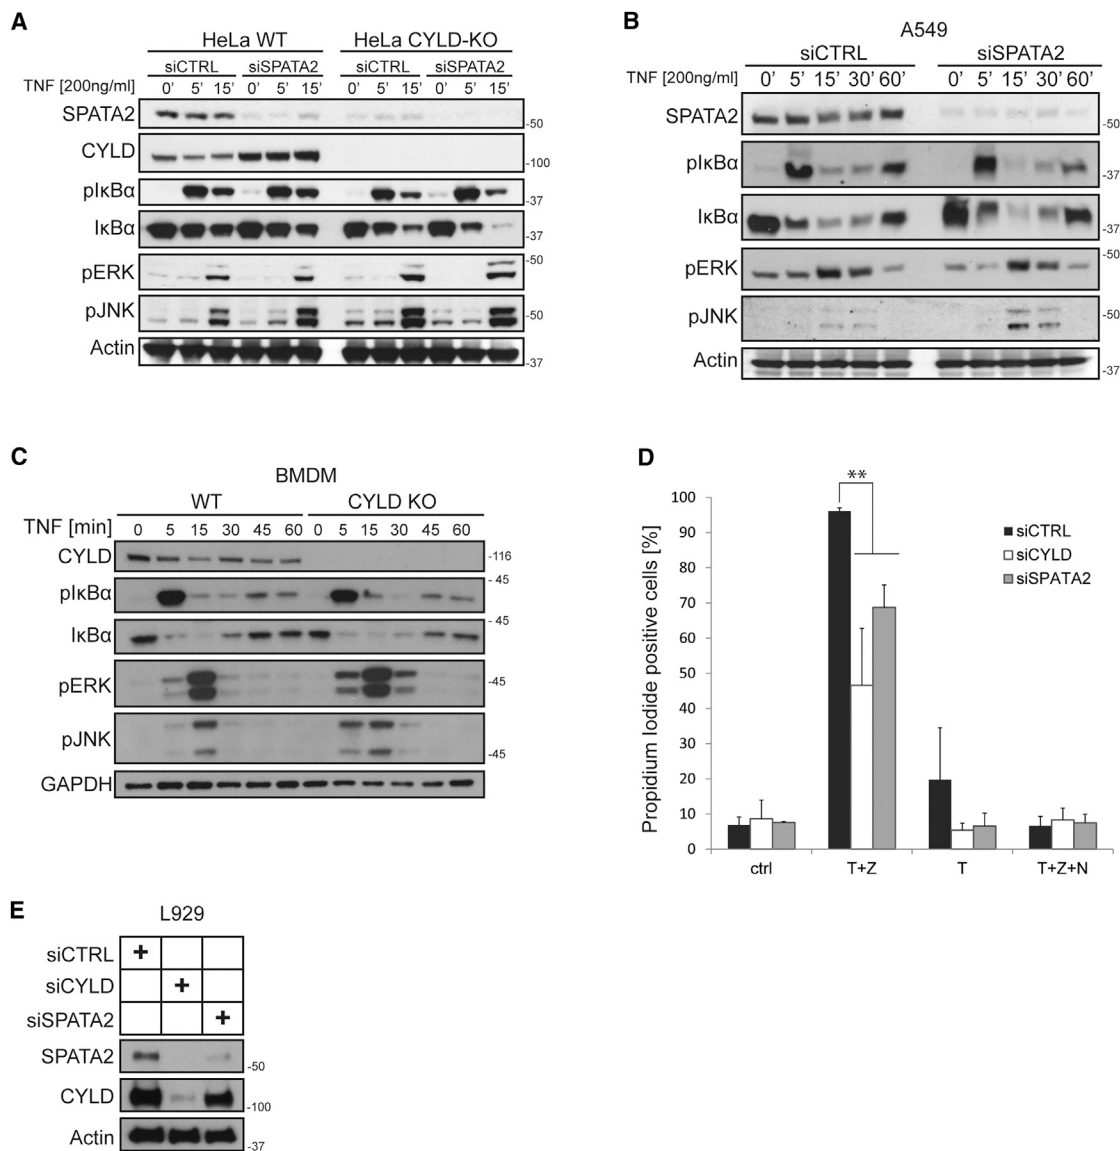 A
HeLa WT HeLa CYLD-KO
siCTRL siSPATA2 siCTRL siSPATA2
TNF [200ng/ml] 0’ 5’ 15’ 0’ 5’ 15’ 0’ 5’ 15’ 0’ 5’ 15’
SPATA2 -50
CYLD -100
pIκBα -37
IκBα -37
pERK -50
pJNK -50
Actin -37
B
A549
siCTRL siSPATA2
TNF [200ng/ml] 0’ 5’ 15’ 30’ 60’ 0’ 5’ 15’ 30’ 60’
SPATA2 -50
pIκBα -37
IκBα -37
pERK -50
pJNK -50
Actin -37
C
BMDM
WT CYLD KO
TNF [min] 0 5 15 30 45 60 0 5 15 30 45 60
CYLD -116
pIκBα -45
IκBα -45
pERK -45
pJNK -45
GAPDH
D
**
Propidium Iodide positive cells [%]
100
90
80
70
60
50
40
30
20
10
0
siCTRL
siCYLD
siSPATA2
ctrl T+Z T T+Z+N
E
L929
siCTRL +
siCYLD +
siSPATA2 +
SPATA2 -50
CYLD -100
Actin -37